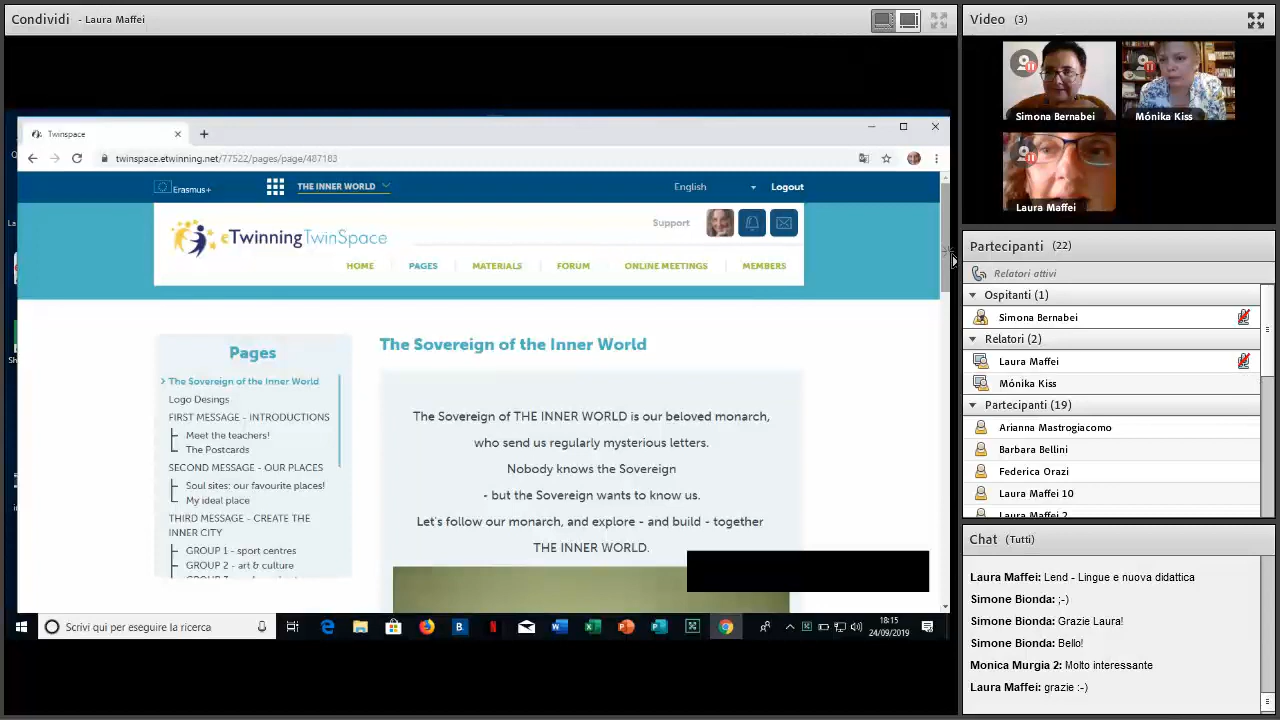 Condividi - Laura Maffei
Twinspace
twinspace.etwinning.net/77522/pages/page/487183
Erasmus+
THE INNER WORLD
English
Logout
eTwinningTwinSpace
Support
HOME
PAGES
MATERIALS
FORUM
ONLINE MEETINGS
MEMBERS
Pages
The Sovereign of the Inner World
Logo Desings
FIRST MESSAGE - INTRODUCTIONS
Meet the teachers!
The Postcards
SECOND MESSAGE - OUR PLACES
Soul sites: our favourite places!
My ideal place
THIRD MESSAGE - CREATE THE
INNER CITY
GROUP 1 - sport centres
GROUP 2 - art & culture
The Sovereign of the Inner World
The Sovereign of THE INNER WORLD is our beloved monarch,
who send us regularly mysterious letters.
Nobody knows the Sovereign
- but the Sovereign wants to know us.
Let's follow our monarch, and explore - and build - together
THE INNER WORLD.
Scrivi qui per eseguire la ricerca
18:15
24/09/2019
Video (3)
Simona Bernabei
Mónika Kiss
Laura Maffei
Partecipanti (22)
Relatori attivi
Ospitanti (1)
Simona Bernabei
Relatori (2)
Laura Maffei
Mónika Kiss
Partecipanti (19)
Arianna Mastrogiacomo
Barbara Bellini
Federica Orazi
Laura Maffei 10
Laura Maffei 2
Chat (Tutti)
Laura Maffei: Lend - Lingue e nuova didattica
Simone Bionda: ;-)
Simone Bionda: Grazie Laura!
Simone Bionda: Bello!
Monica Murgia 2: Molto interessante
Laura Maffei: grazie :-)